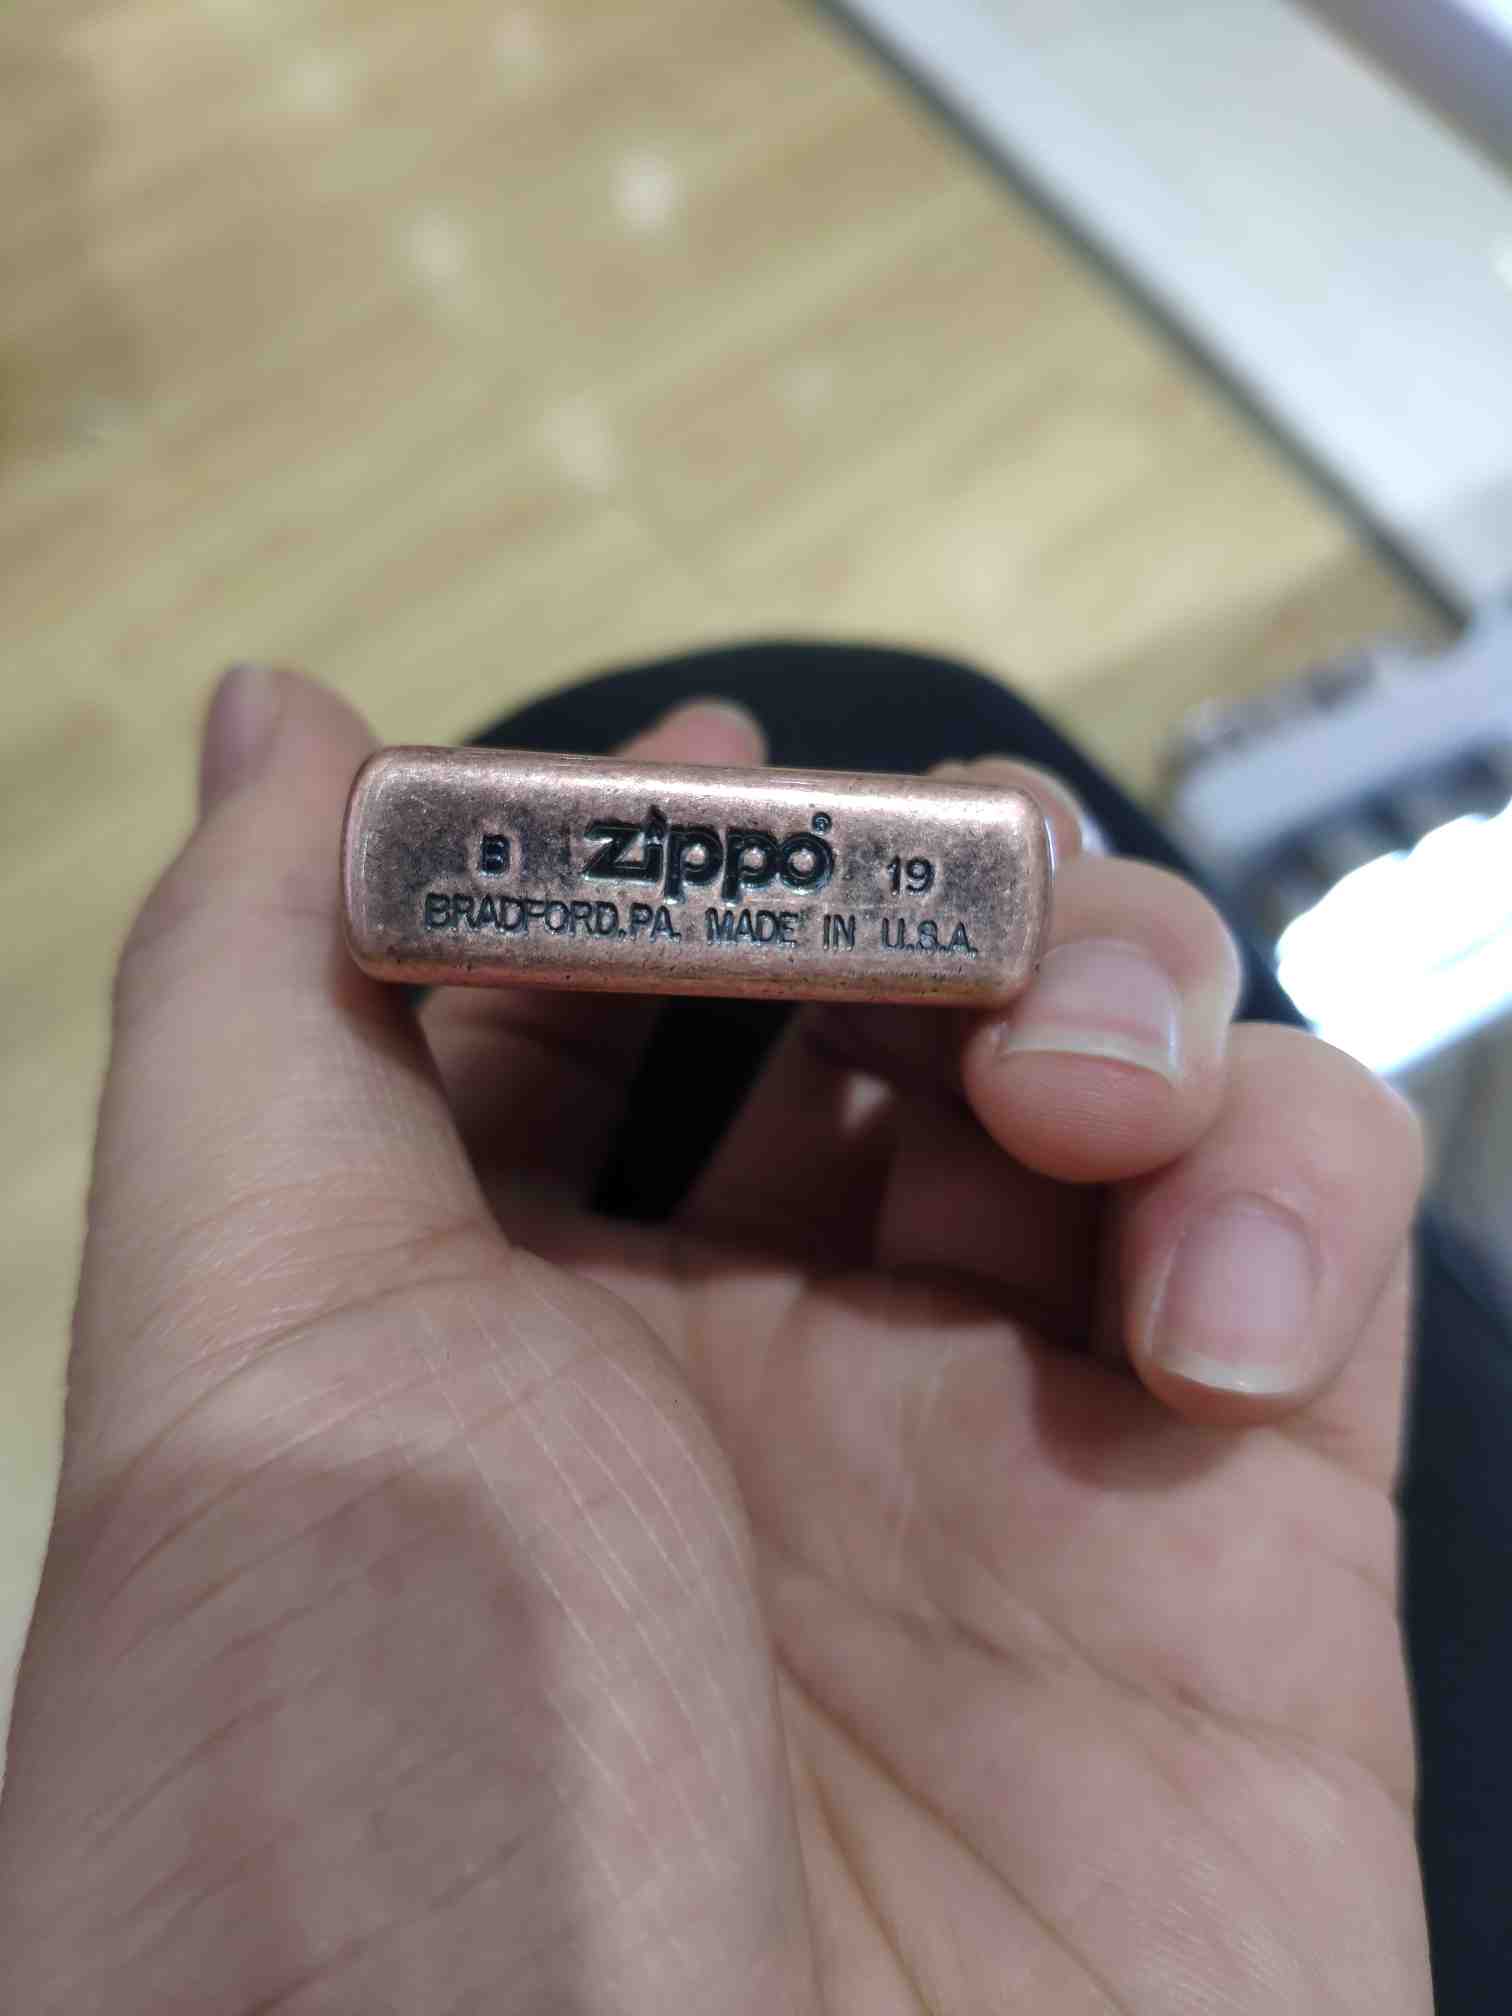 B zippo® 19
BRADFORD,PA. MADE IN U.S.A.